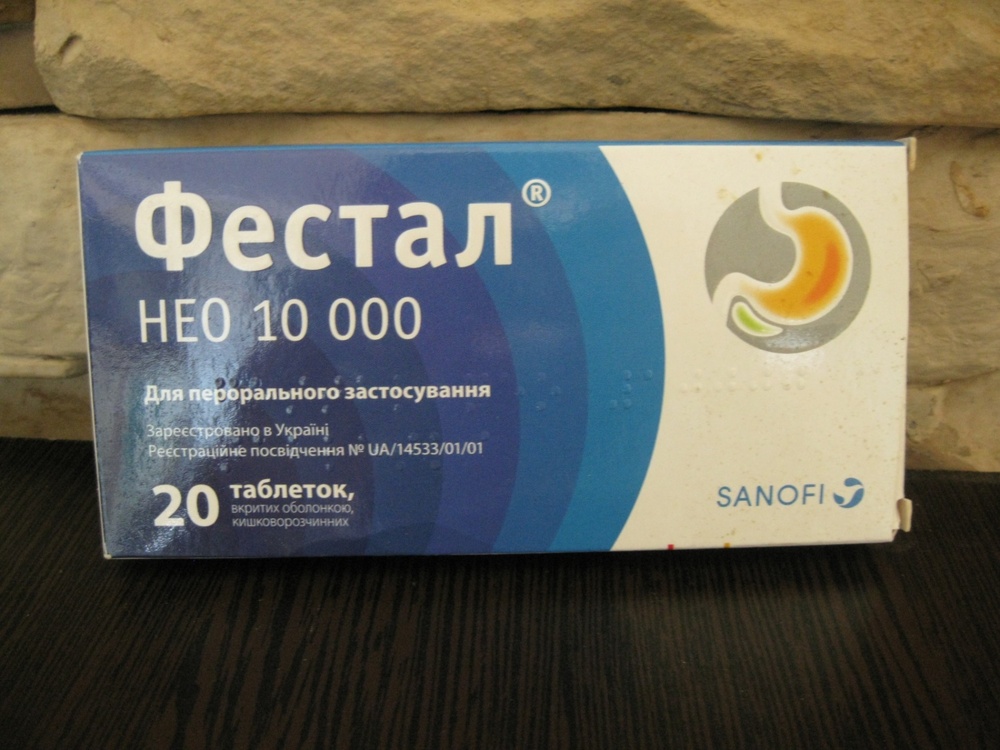 Фестал®
НЕО 10 000
Для перорального застосування
Зареєстровано в Україні
Реєстраційне посвідчення № UA/14533/01/01
20 таблеток,
вкритих оболонкою,
кишковорозчинних
SANOFI